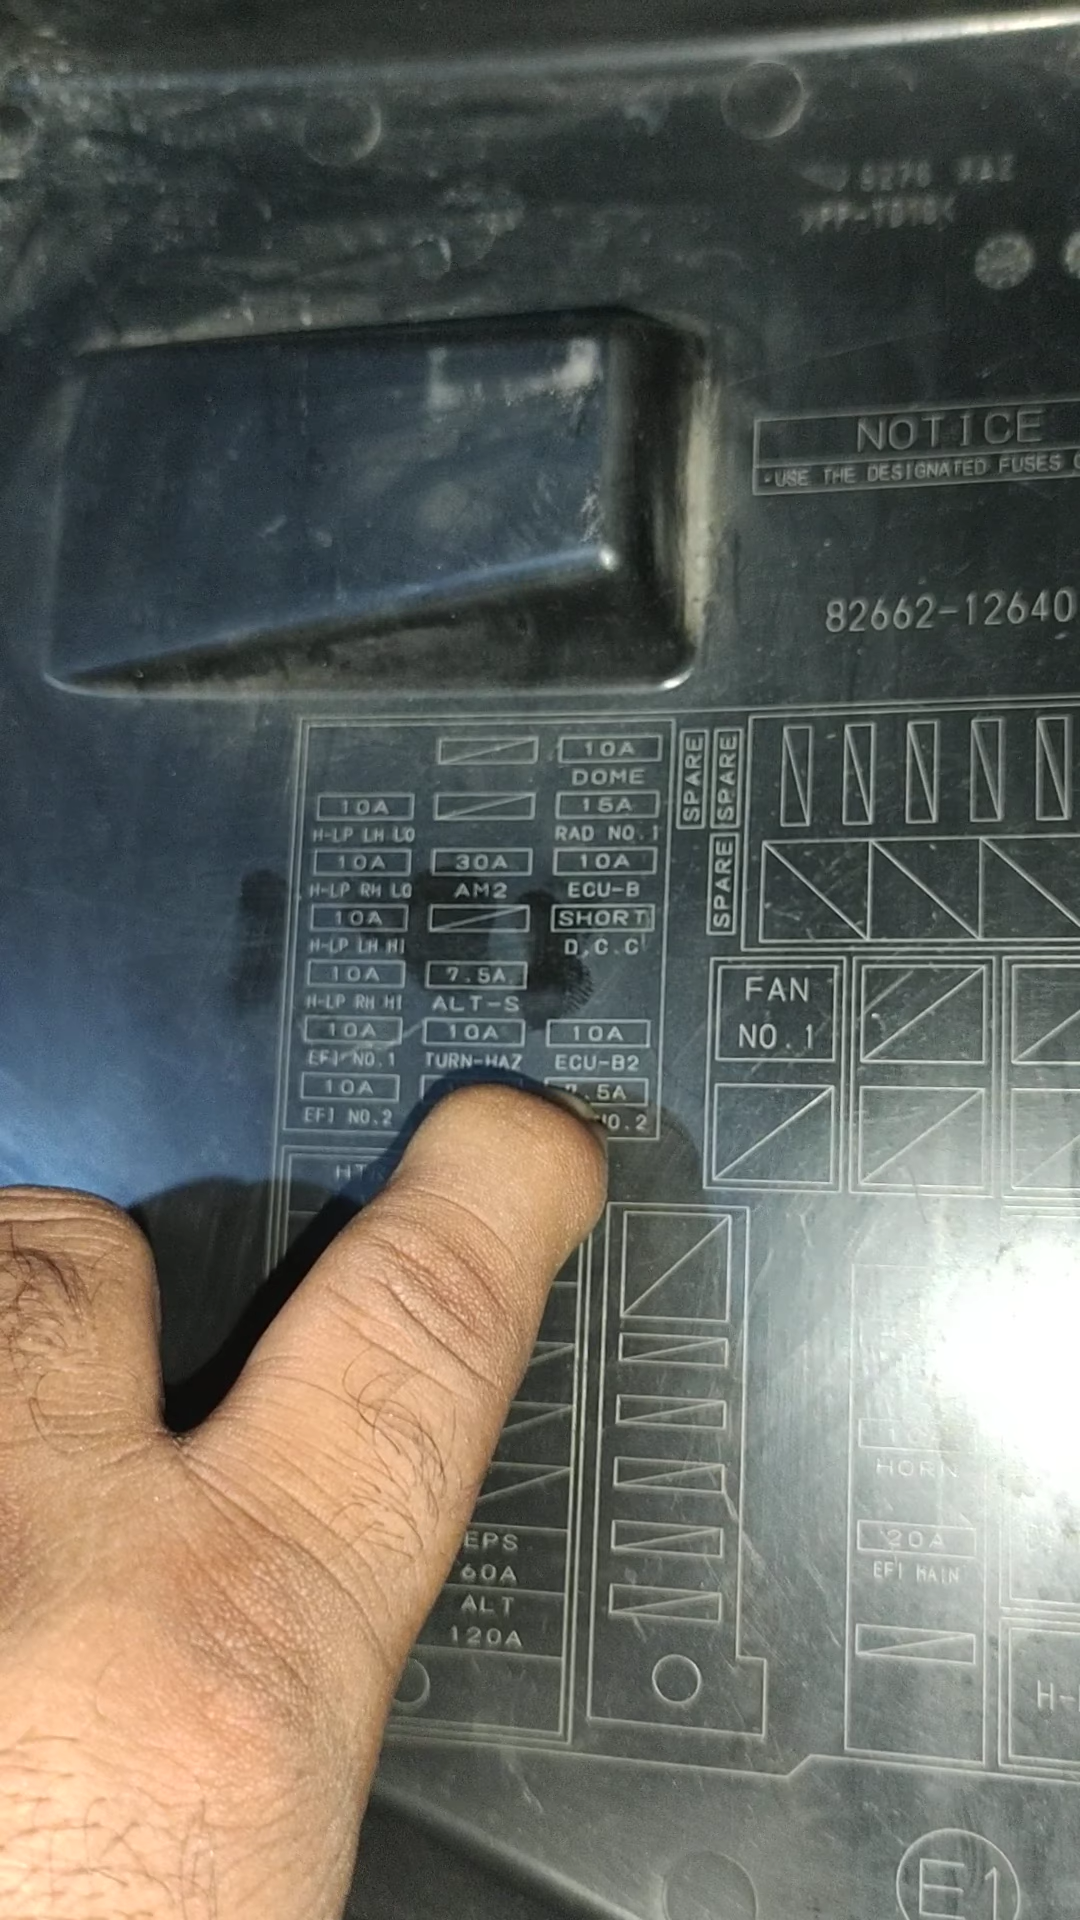 NOTICE
·USE THE DESIGNATED FUSES
82662-12640
10A
DOME
10A 15A
H-LP LH LO RAD NO.1
10A 30A 10A
H-LP RH LO AM2 ECU-B
10A SHORT
H-LP LH HI D.C.C
10A 7.5A
H-LP RH HI ALT-S
10A 10A 10A
EFI NO.1 TURN-HAZ ECU-B2
10A .5A
EFI NO.2 NO.2
SPARE
SPARE
SPARE
FAN
NO.1
EPS
60A
ALT
120A
HORN
20A
EFI MAIN
H-
E1